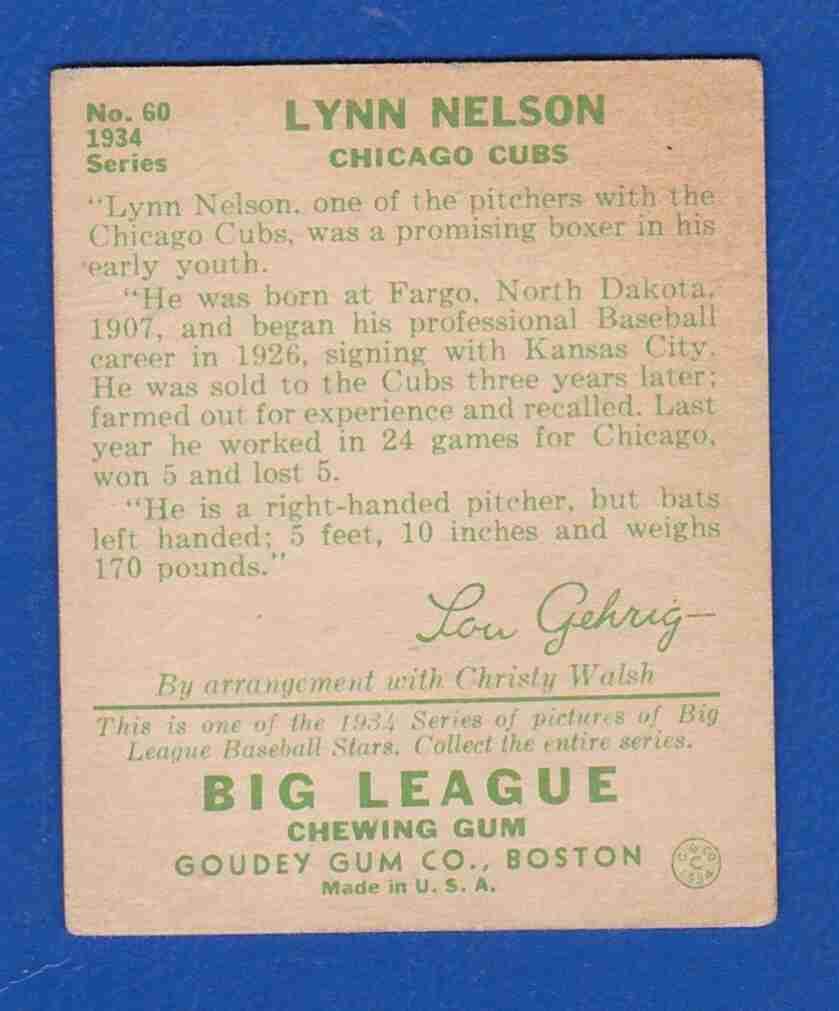 No. 60
1934
Series
LYNN NELSON
CHICAGO CUBS
"Lynn Nelson, one of the pitchers with the
Chicago Cubs, was a promising boxer in his
early youth.
"He was born at Fargo, North Dakota,
1907, and began his professional Baseball
career in 1926, signing with Kansas City.
He was sold to the Cubs three years later;
farmed out for experience and recalled. Last
year he worked in 24 games for Chicago,
won 5 and lost 5.
"He is a right-handed pitcher, but bats
left handed; 5 feet, 10 inches and weighs
170 pounds."
Lou Gehrig
By arrangement with Christy Walsh
This is one of the 1934 Series of pictures of Big
League Baseball Stars. Collect the entire series.
BIG LEAGUE
CHEWING GUM
GOUDEY GUM CO., BOSTON
Made in U. S. A.
C
1934